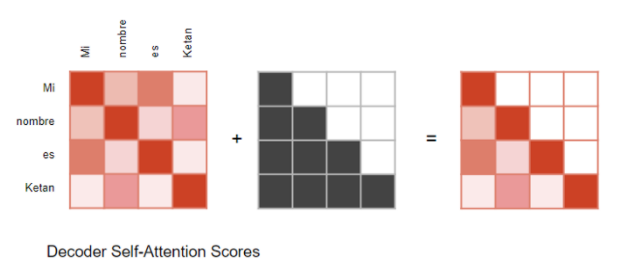 Mi nombre es Ketan
Mi
nombre
es
Ketan
+
=
Decoder Self-Attention Scores